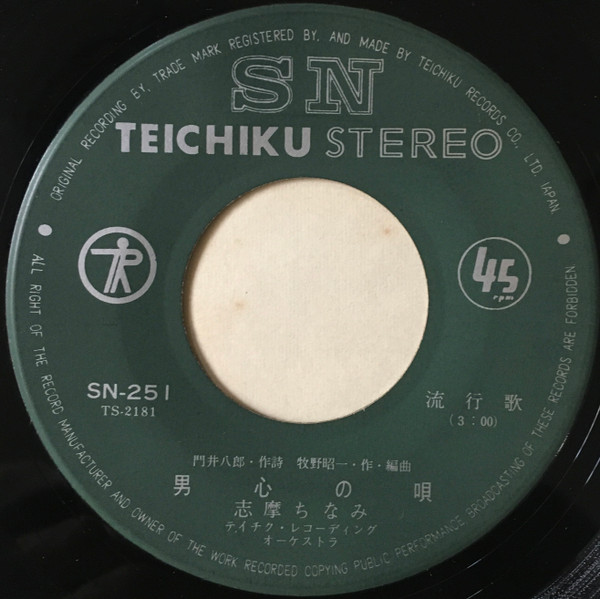 ORIGINAL RECORDING BY, TRADE MARK REGISTERED BY, AND MADE BY TEICHIKU RECORDS CO., LTD. JAPAN.
SN
TEICHIKU STEREO
45
rpm
SN-251
TS-2181
流行歌
(3:00)
門井八郎・作詩 牧野昭一・作・編曲
男心の唄
志摩ちなみ
テイチク・レコーディング
オーケストラ
ALL RIGHT OF THE RECORD MANUFACTURER AND OWNER OF THE WORK RECORDED COPYING PUBLIC PERFORMANCE BROADCASTING OF THESE RECORDS ARE FORBIDDEN.